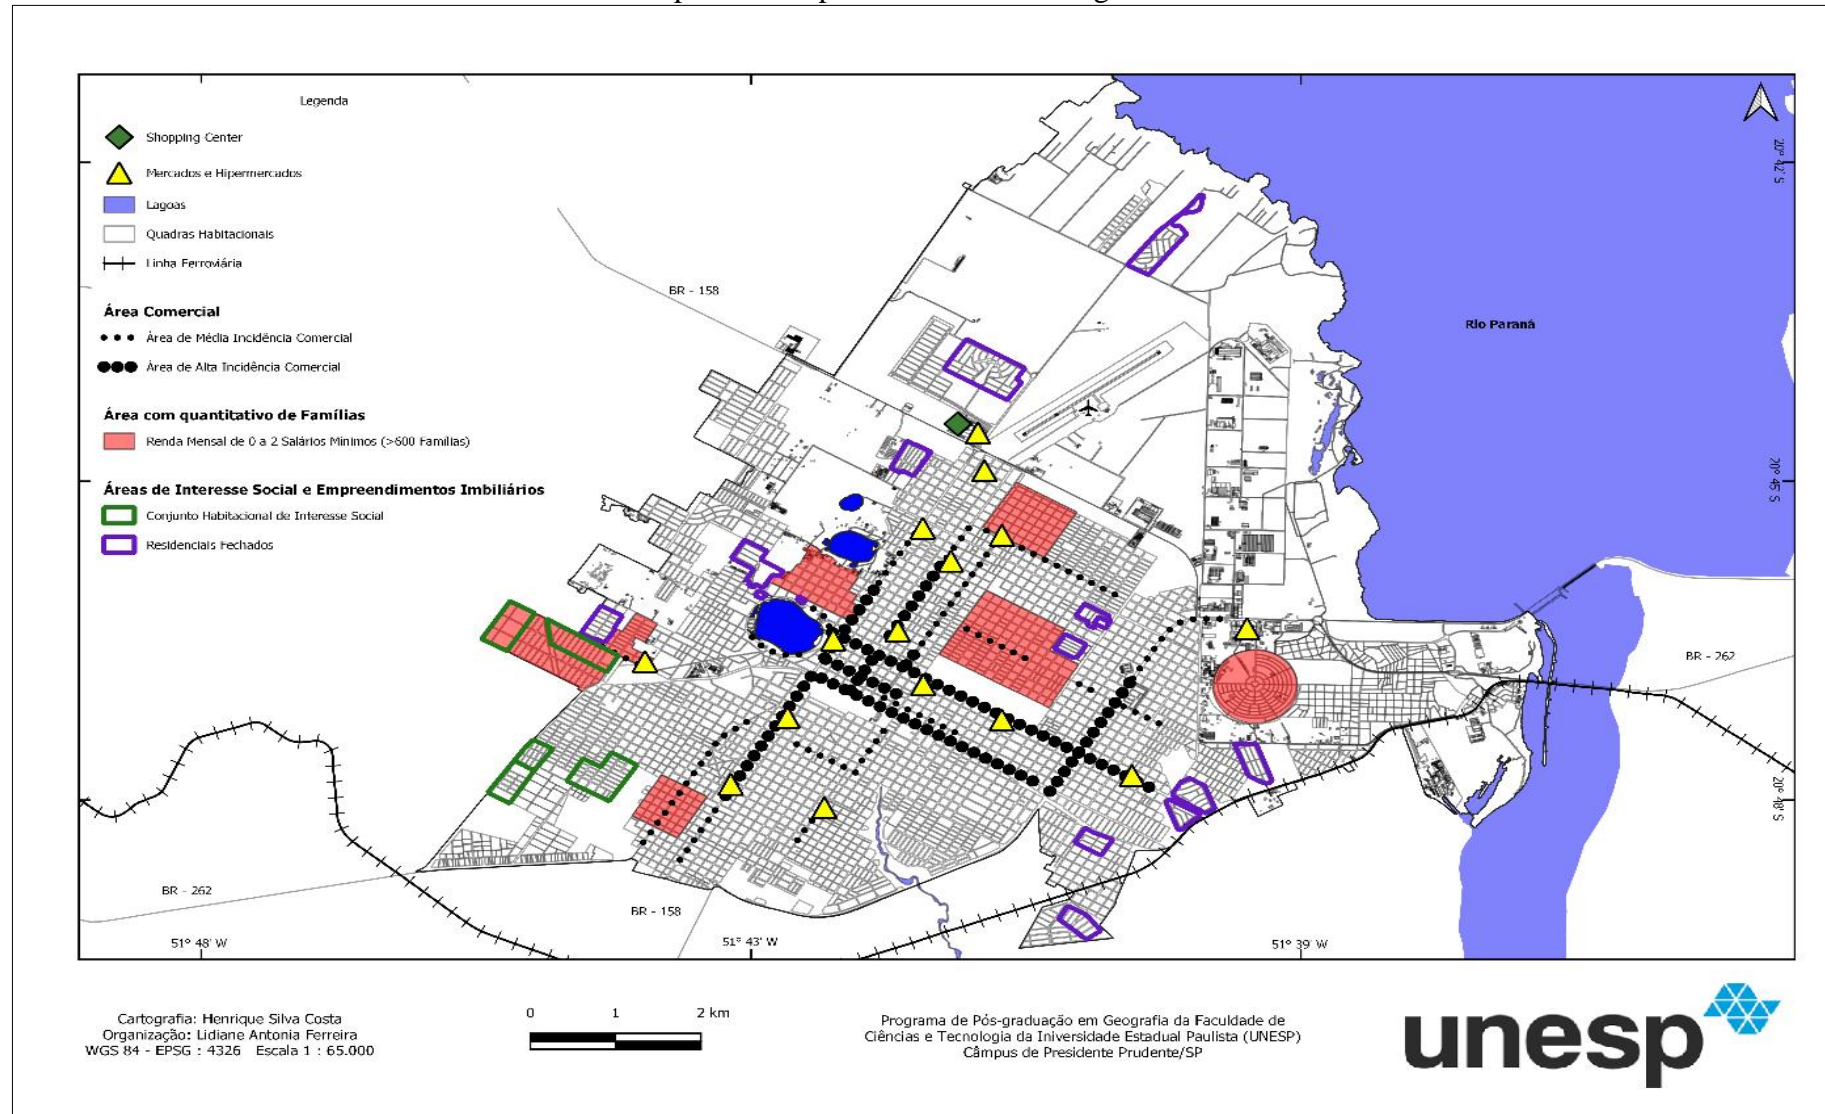 Legenda
Shopping Center
Mercados e Hipermercados
Lagoas
Quadras Habitacionais
Linha Ferroviária
Área Comercial
Área de Média Incidência Comercial
Área de Alta Incidência Comercial
Área com quantitativo de Famílias
Renda Mensal de 0 a 2 Salários Mínimos (>600 Famílias)
Áreas de Interesse Social e Empreendimentos Imbiliários
Conjunto Habitacional de Interesse Social
Residenciais Fechados
BR - 158
Rio Paraná
20º 42' S
20º 45' S
BR - 262
20º 48' S
BR - 262
BR - 158
51° 48' W
51° 43' W
51° 39' W
Cartografia: Henrique Silva Costa
Organização: Lidiane Antonia Ferreira
WGS 84 - EPSG : 4326 Escala 1 : 65.000
0 1 2 km
Programa de Pós-graduação em Geografia da Faculdade de
Ciências e Tecnologia da Iniversidade Estadual Paulista (UNESP)
Câmpus de Presidente Prudente/SP
unesp